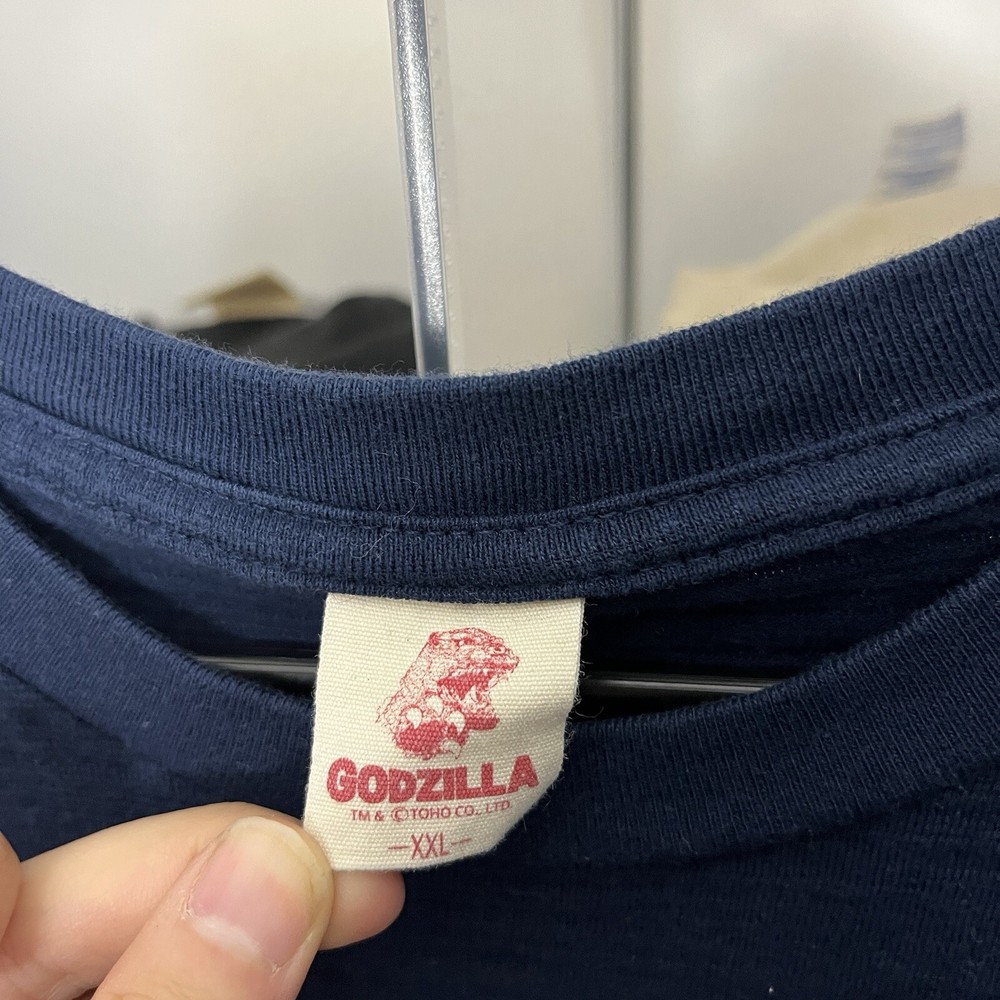 GODZILLA
TM & ©TOHO CO., LTD.
—XXL—